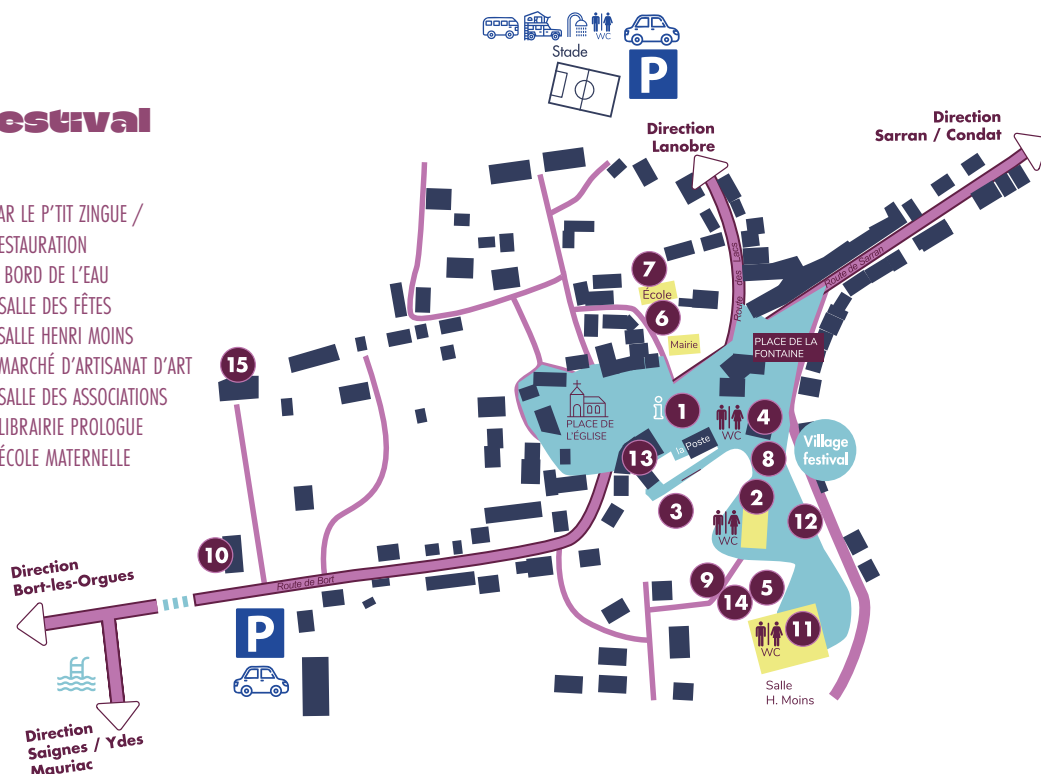 WC
Stade
P
estival
Direction
Lanobre
Direction
Sarran / Condat
AR LE P'TIT ZINGUE /
ESTAURATION
BORD DE L'EAU
SALLE DES FÊTES
SALLE HENRI MOINS
MARCHÉ D'ARTISANAT D'ART
SALLE DES ASSOCIATIONS
LIBRAIRIE PROLOGUE
ÉCOLE MATERNELLE
Route des Lacs
Route de Sarran
7
École
6
Mairie
PLACE DE LA
FONTAINE
15
PLACE DE
L'ÉGLISE
i
1
WC
4
la Poste
13
8
Village
festival
3
2
WC
12
10
Route de Bort
Direction
Bort-les-Orgues
9
14
5
11
WC
P
Salle
H. Moins
Direction
Saignes / Ydes
Mauriac